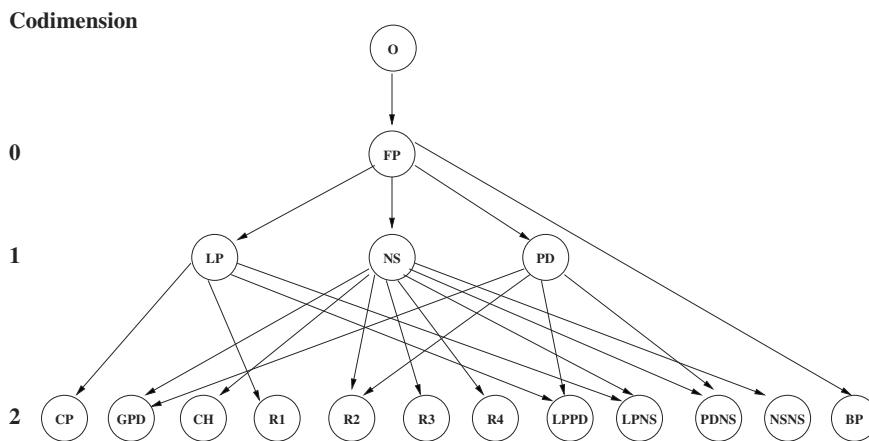 Codimension
O
0
FP
1
LP NS PD
2
CP GPD CH R1 R2 R3 R4 LPPD LPNS PDNS NSNS BP